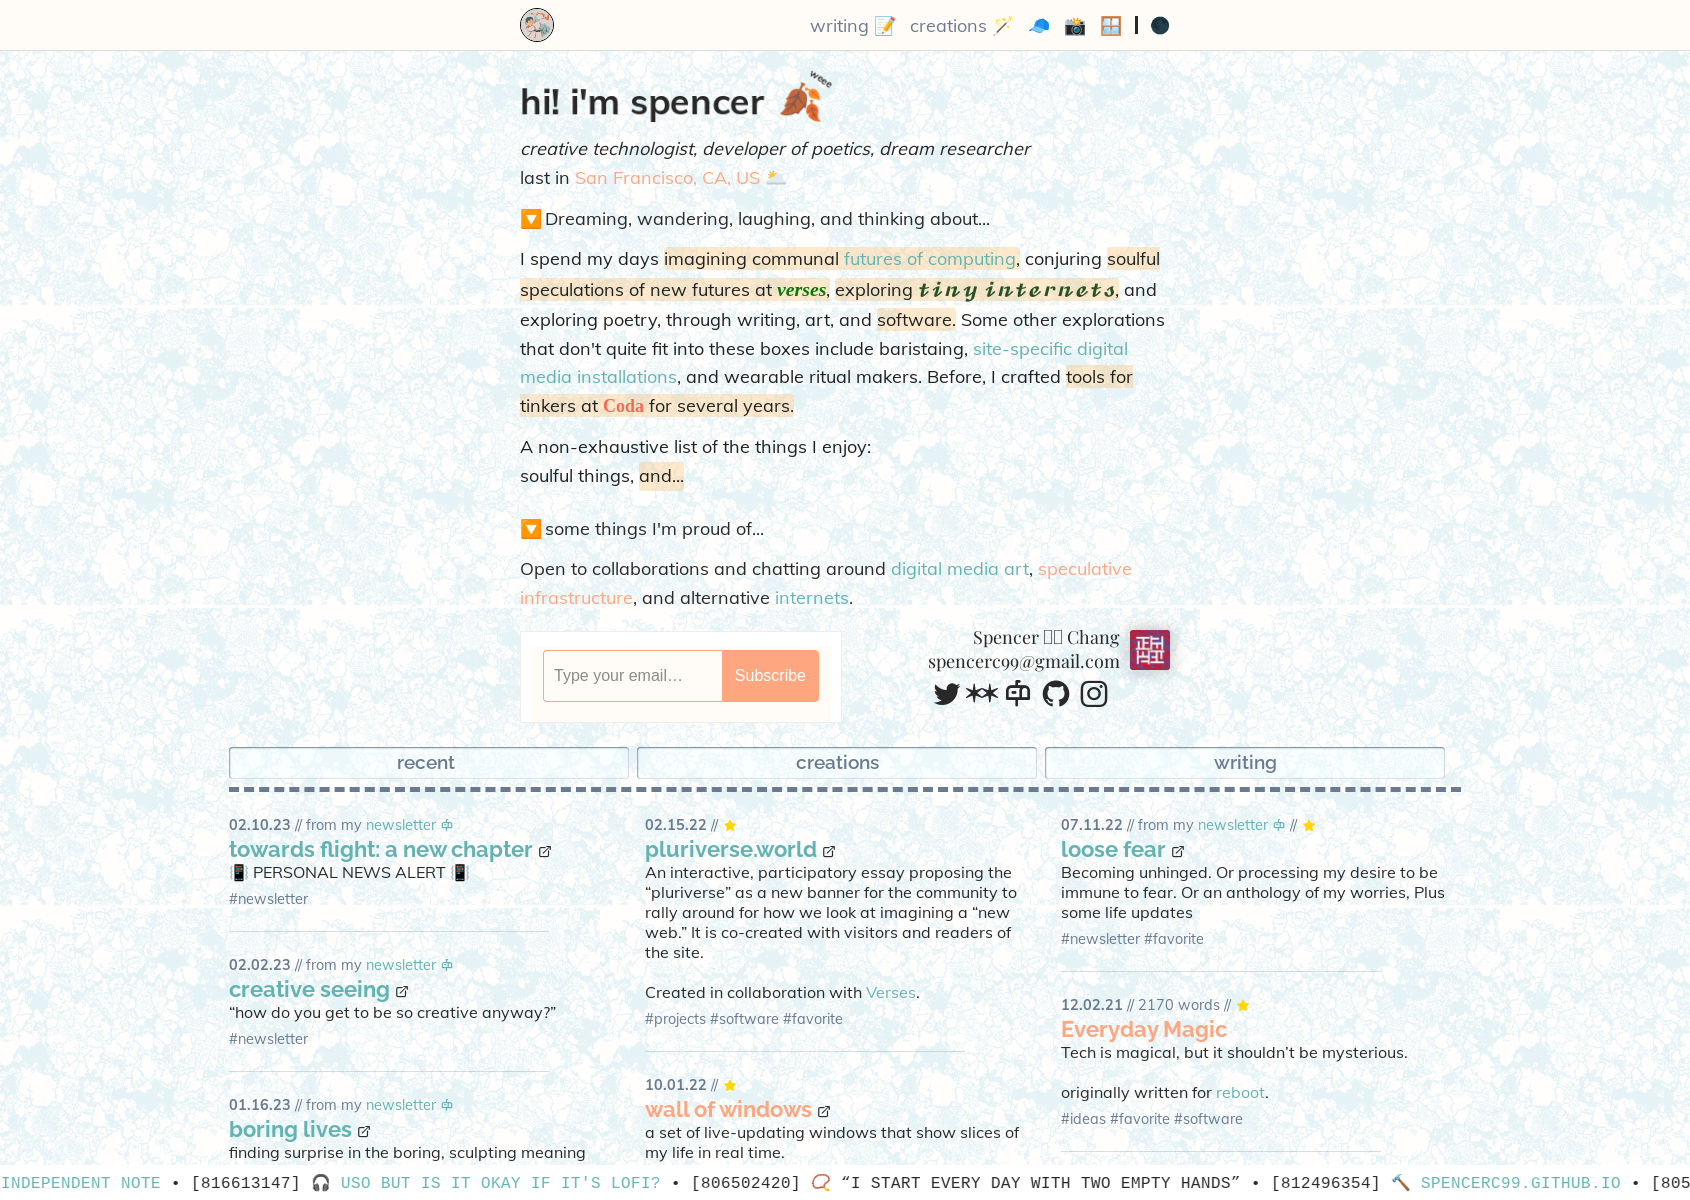 writing 📝 creations 🪄 🧢 📸 🪟 | 🌑
hi! i'm spencer 🍂 weee
creative technologist, developer of poetics, dream researcher
last in San Francisco, CA, US 🌥️
🔽 Dreaming, wandering, laughing, and thinking about...
I spend my days imagining communal futures of computing, conjuring soulful
speculations of new futures at verses, exploring tiny internets, and
exploring poetry, through writing, art, and software. Some other explorations
that don't quite fit into these boxes include baristaing, site-specific digital
media installations, and wearable ritual makers. Before, I crafted tools for
tinkers at Coda for several years.
A non-exhaustive list of the things I enjoy:
soulful things, and...
🔽 some things I'm proud of...
Open to collaborations and chatting around digital media art, speculative
infrastructure, and alternative internets.
Type your email… Subscribe
Spencer Chang
spencerc99@gmail.com
recent
creations
writing
02.10.23 // from my newsletter
towards flight: a new chapter
📳 PERSONAL NEWS ALERT 📳
#newsletter
02.02.23 // from my newsletter
creative seeing
“how do you get to be so creative anyway?”
#newsletter
01.16.23 // from my newsletter
boring lives
finding surprise in the boring, sculpting meaning
02.15.22 // ⭐
pluriverse.world
An interactive, participatory essay proposing the
“pluriverse” as a new banner for the community to
rally around for how we look at imagining a “new
web.” It is co-created with visitors and readers of
the site.
Created in collaboration with Verses.
#projects #software #favorite
10.01.22 // ⭐
wall of windows
a set of live-updating windows that show slices of
my life in real time.
07.11.22 // from my newsletter // ⭐
loose fear
Becoming unhinged. Or processing my desire to be
immune to fear. Or an anthology of my worries, Plus
some life updates
#newsletter #favorite
12.02.21 // 2170 words // ⭐
Everyday Magic
Tech is magical, but it shouldn’t be mysterious.
originally written for reboot.
#ideas #favorite #software
INDEPENDENT NOTE • [816613147] 🎧 USO BUT IS IT OKAY IF IT'S LOFI? • [806502420] 📿 “I START EVERY DAY WITH TWO EMPTY HANDS” • [812496354] 🔨 SPENCERC99.GITHUB.IO • [805